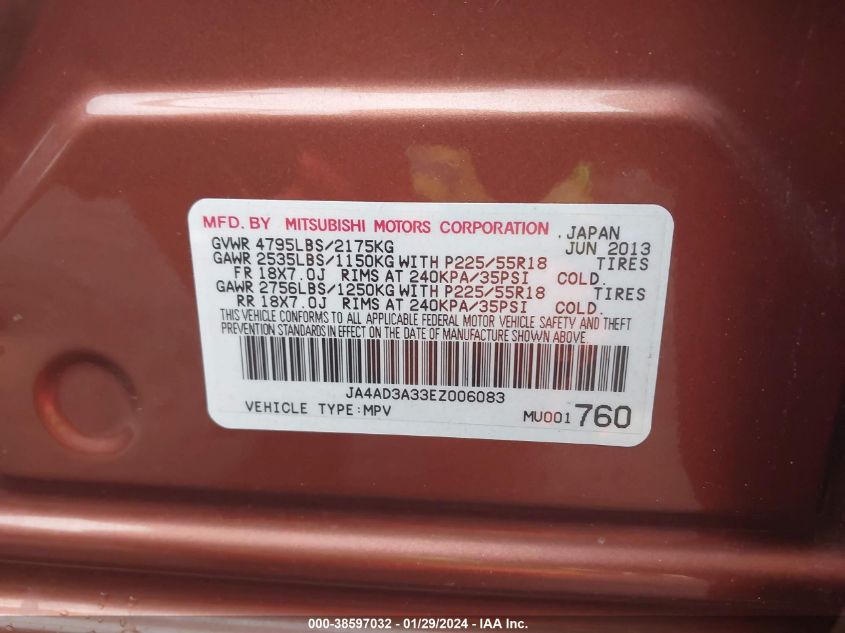 MFD. BY MITSUBISHI MOTORS CORPORATION , JAPAN
GVWR 4795LBS/2175KG JUN 2013
GAWR 2535LBS/1150KG WITH P225/55R18 TIRES
FR 18X7.0J RIMS AT 240KPA/35PSI COLD.
GAWR 2756LBS/1250KG WITH P225/55R18 TIRES
RR 18X7.0J RIMS AT 240KPA/35PSI COLD.
THIS VEHICLE CONFORMS TO ALL APPLICABLE FEDERAL MOTOR VEHICLE SAFETY AND THEFT
PREVENTION STANDARDS IN EFFECT ON THE DATE OF MANUFACTURE SHOWN ABOVE.
JA4AD3A33EZ006083
VEHICLE TYPE:MPV MU001760
000-38597032 - 01/29/2024 - IAA Inc.